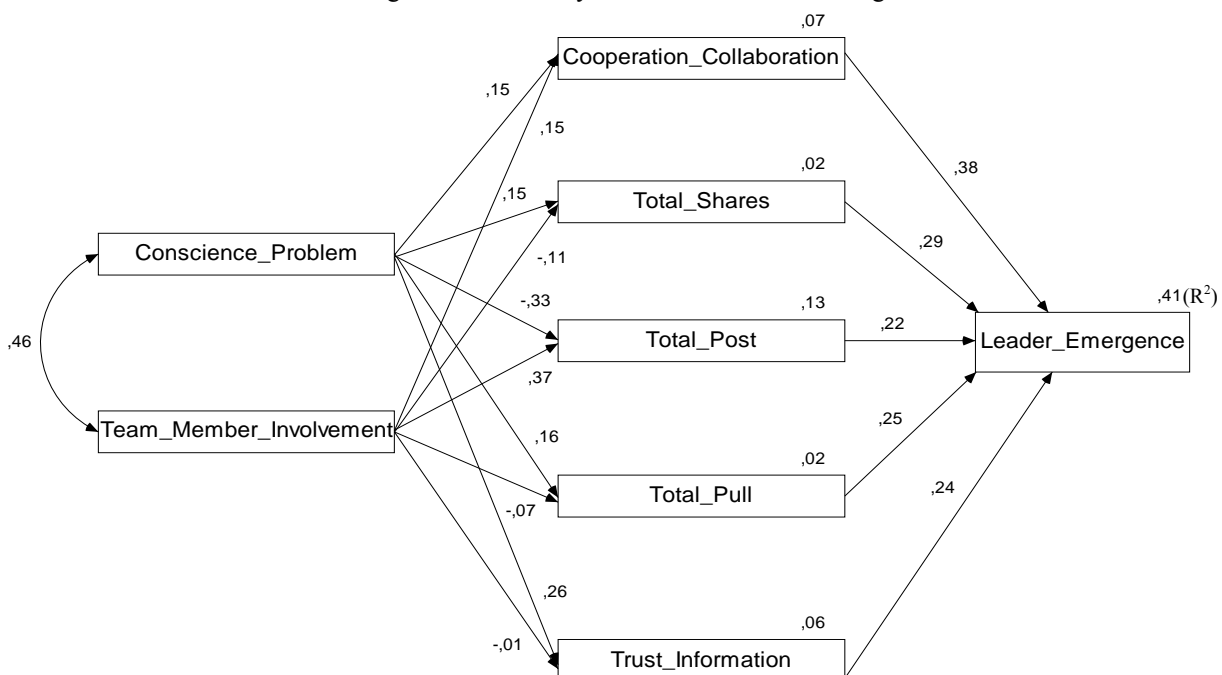 ,07
Cooperation_Collaboration
,15
,15
,38
,02
,15
Total_Shares
Conscience_Problem
-,11
,29
-,33
,13
,41(R²)
,46
Total_Post
,22
Leader_Emergence
,37
Team_Member_Involvement
,16
,02
,25
Total_Pull
-,07
,24
,26
,06
-,01
Trust_Information